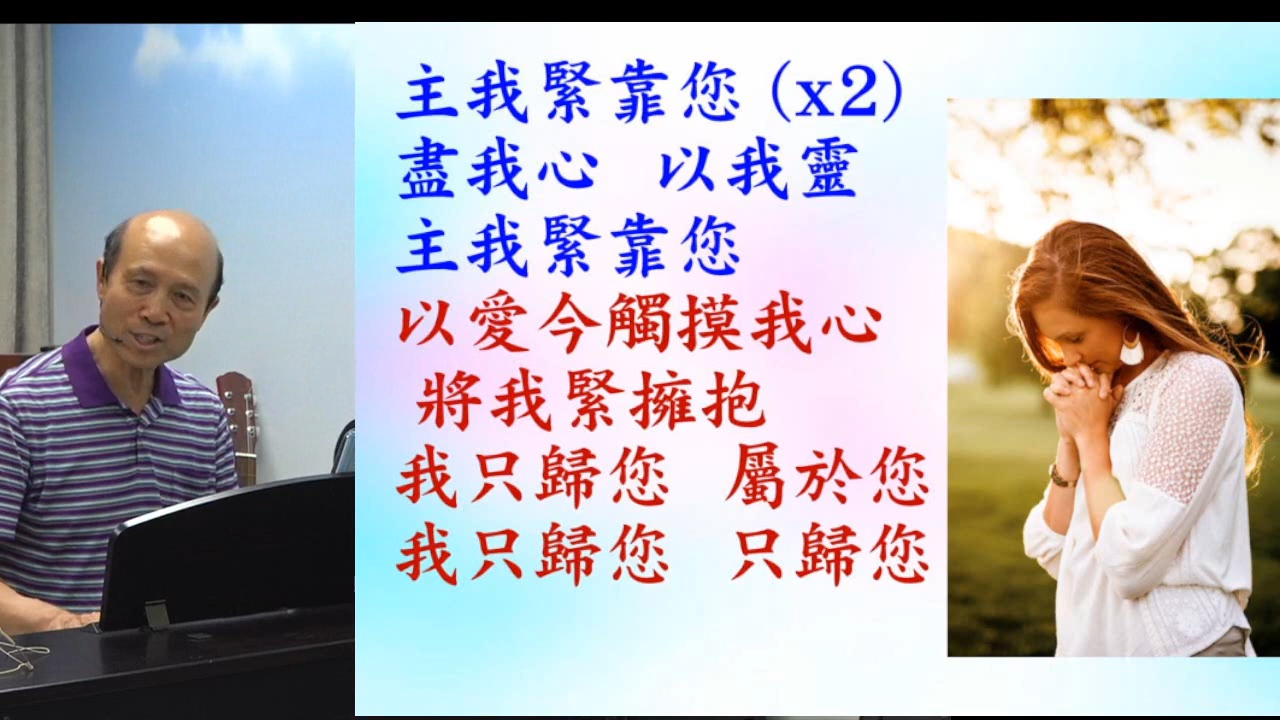 主我緊靠您 (x2)
盡我心 以我靈
主我緊靠您
以愛今觸摸我心
將我緊擁抱
我只歸您 屬於您
我只歸您 只歸您